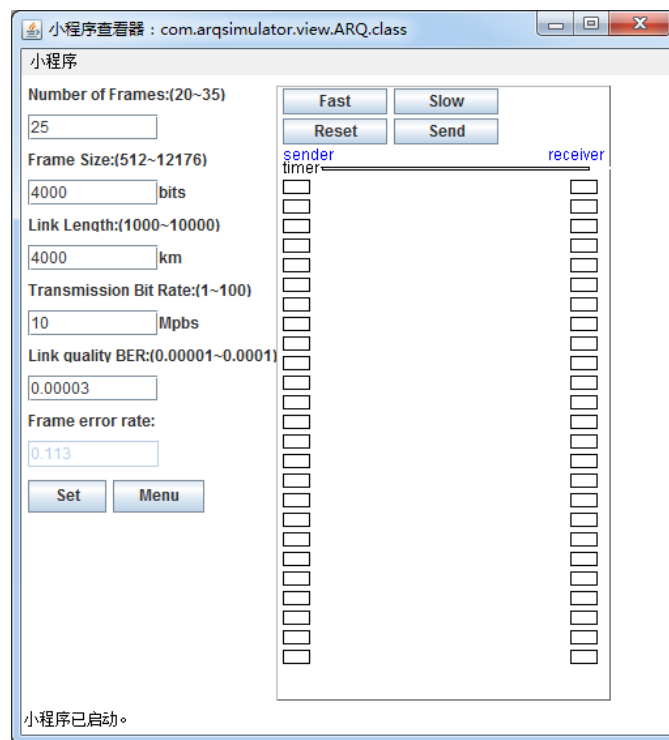 小程序查看器：com.arqsimulator.view.ARQ.class
小程序
Number of Frames:(20~35)
25
Frame Size:(512~12176)
4000 bits
Link Length:(1000~10000)
4000 km
Transmission Bit Rate:(1~100)
10 Mpbs
Link quality BER:(0.00001~0.0001)
0.00003
Frame error rate:
0.113
Set Menu
Fast Slow
Reset Send
sender receiver
timer
小程序已启动。